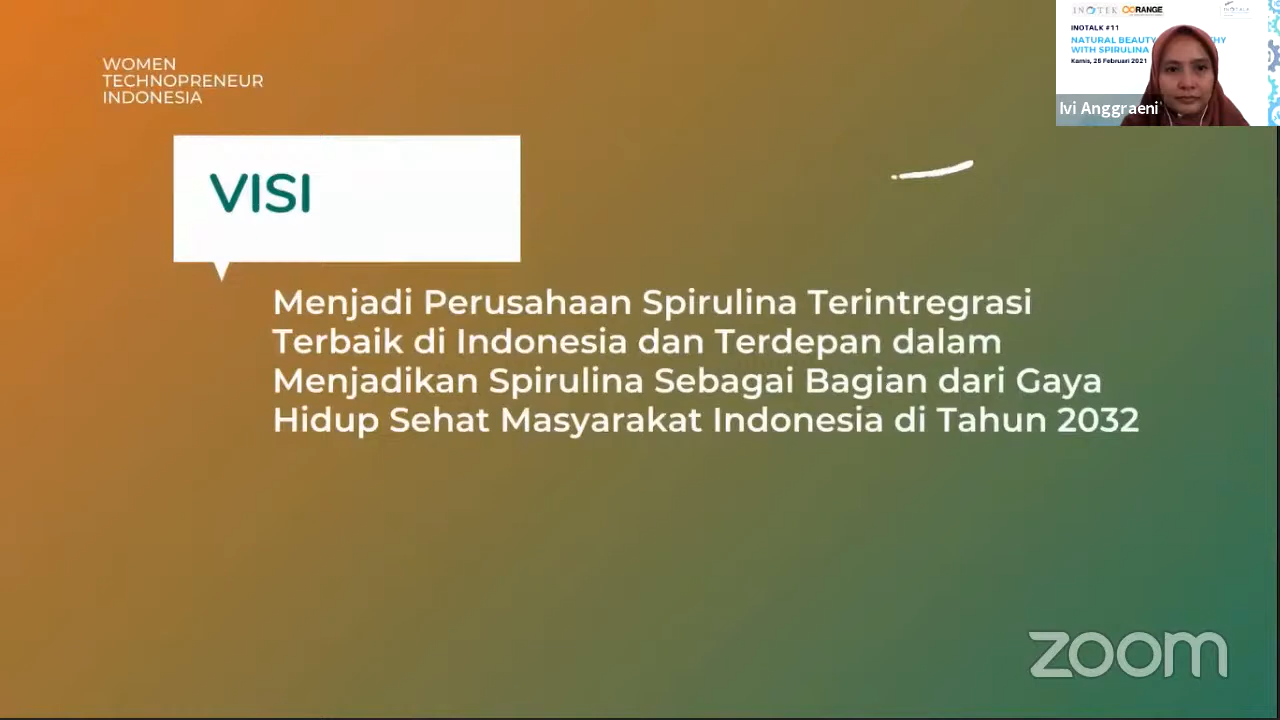 WOMEN
TECHNOPRENEUR
INDONESIA
INOTEK ORANGE
INOTALK
INOTALK #11
NATURAL BEAUTY
WITH SPIRULINA
Kamis, 25 Februari 2021
Ivi Anggraeni
VISI
Menjadi Perusahaan Spirulina Terintregrasi
Terbaik di Indonesia dan Terdepan dalam
Menjadikan Spirulina Sebagai Bagian dari Gaya
Hidup Sehat Masyarakat Indonesia di Tahun 2032
zoom